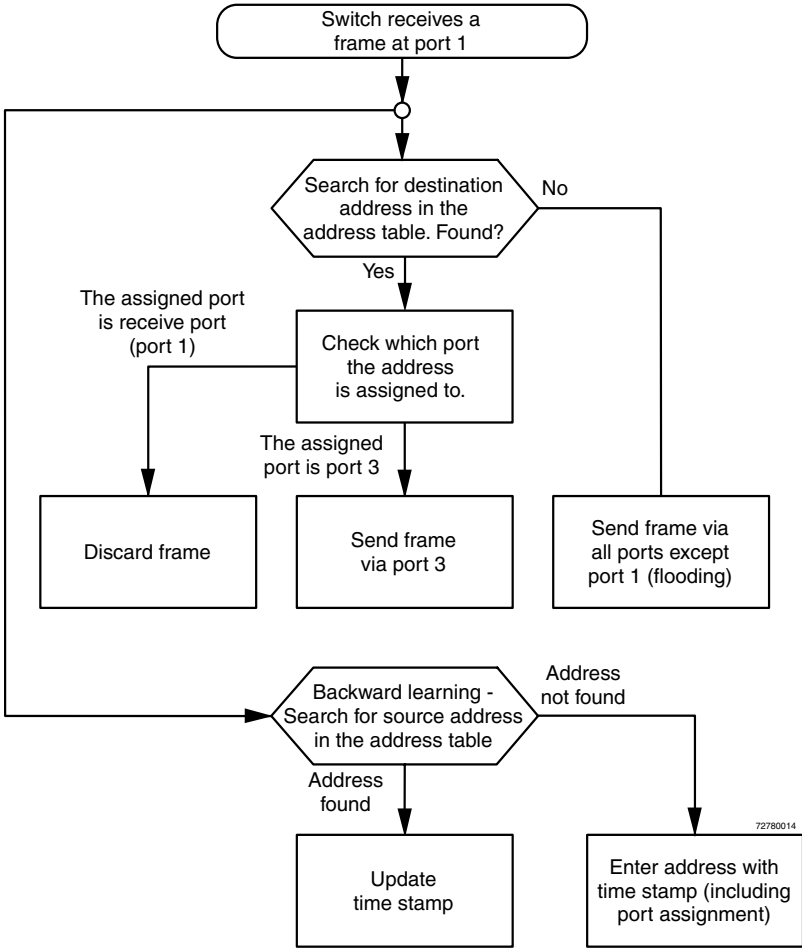 Switch receives a
frame at port 1
Search for destination
address in the
address table. Found?
No
Yes
The assigned port
is receive port
(port 1)
Check which port
the address
is assigned to.
The assigned
port is port 3
Discard frame
Send frame
via port 3
Send frame via
all ports except
port 1 (flooding)
Backward learning -
Search for source address
in the address table
Address
not found
Address
found
72780014
Update
time stamp
Enter address with
time stamp (including
port assignment)